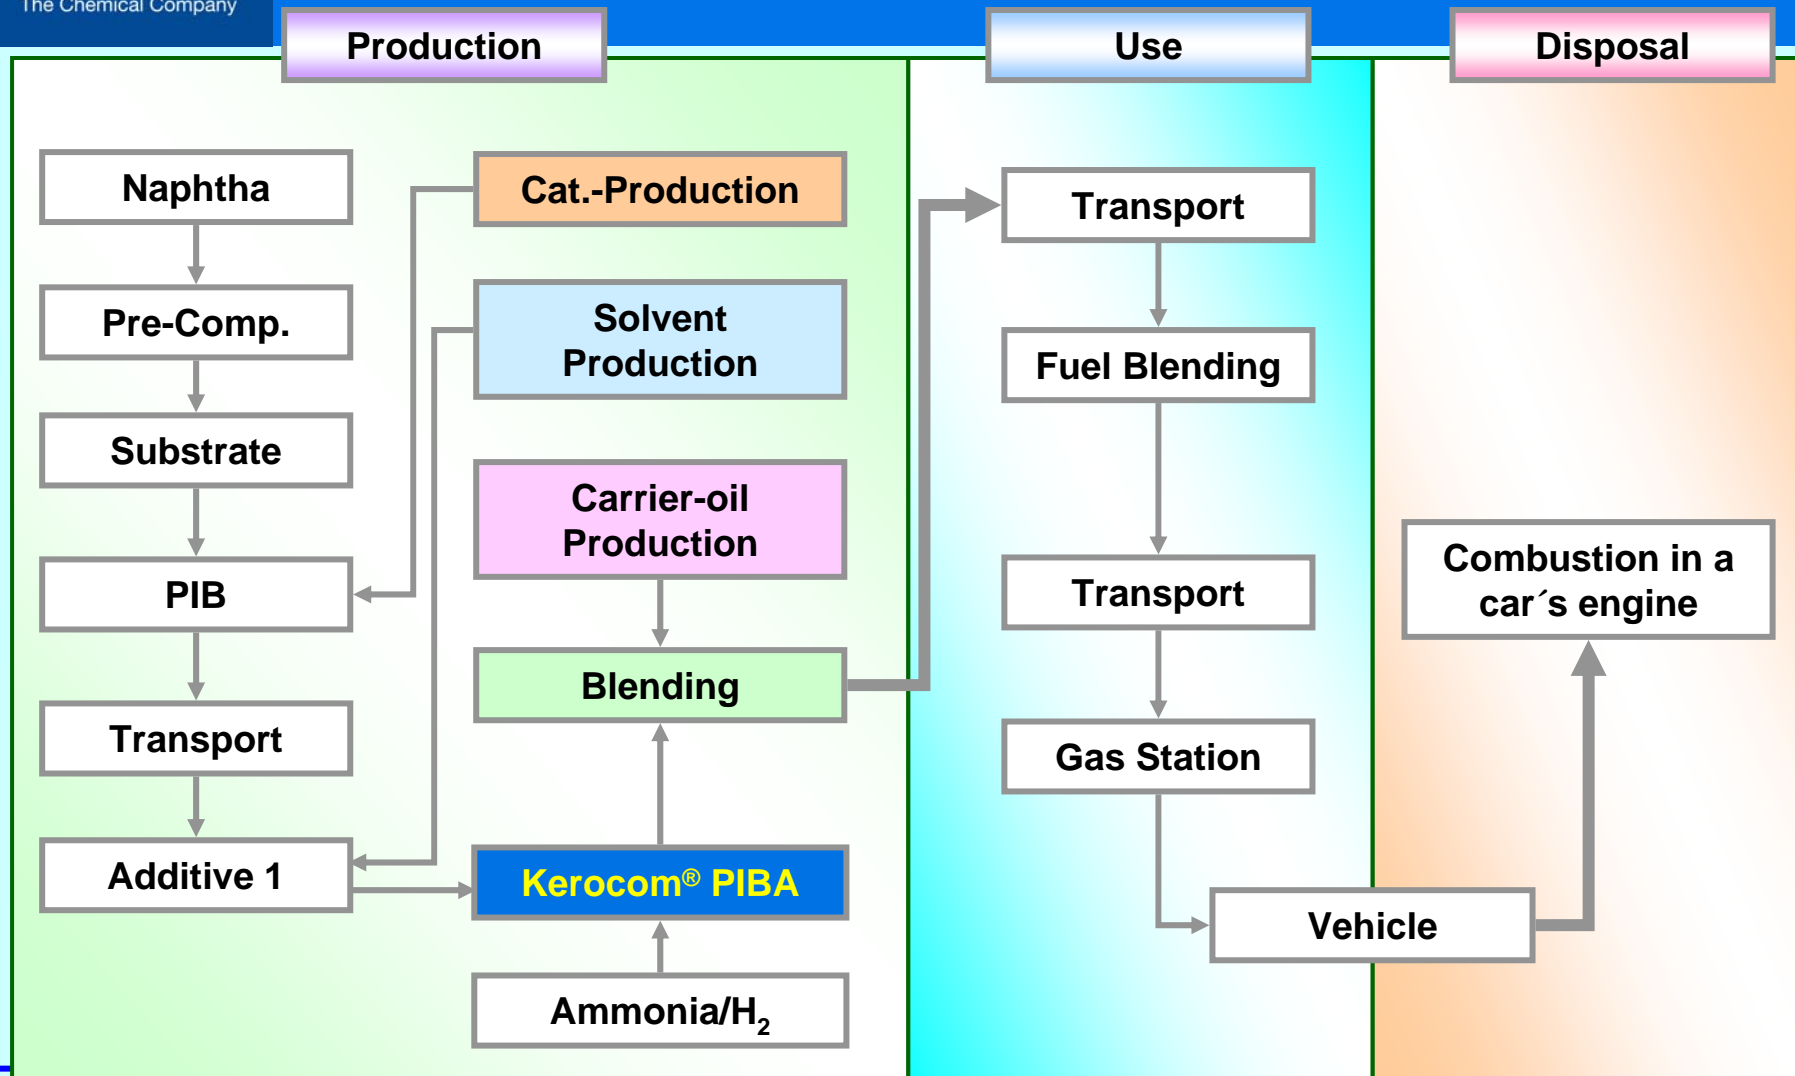 The Chemical Company
Production
Use
Disposal
Naphtha
Pre-Comp.
Substrate
PIB
Transport
Additive 1
Cat.-Production
Solvent
Production
Carrier-oil
Production
Blending
Kerocom® PIBA
Ammonia/H₂
Transport
Fuel Blending
Transport
Gas Station
Vehicle
Combustion in a
car´s engine